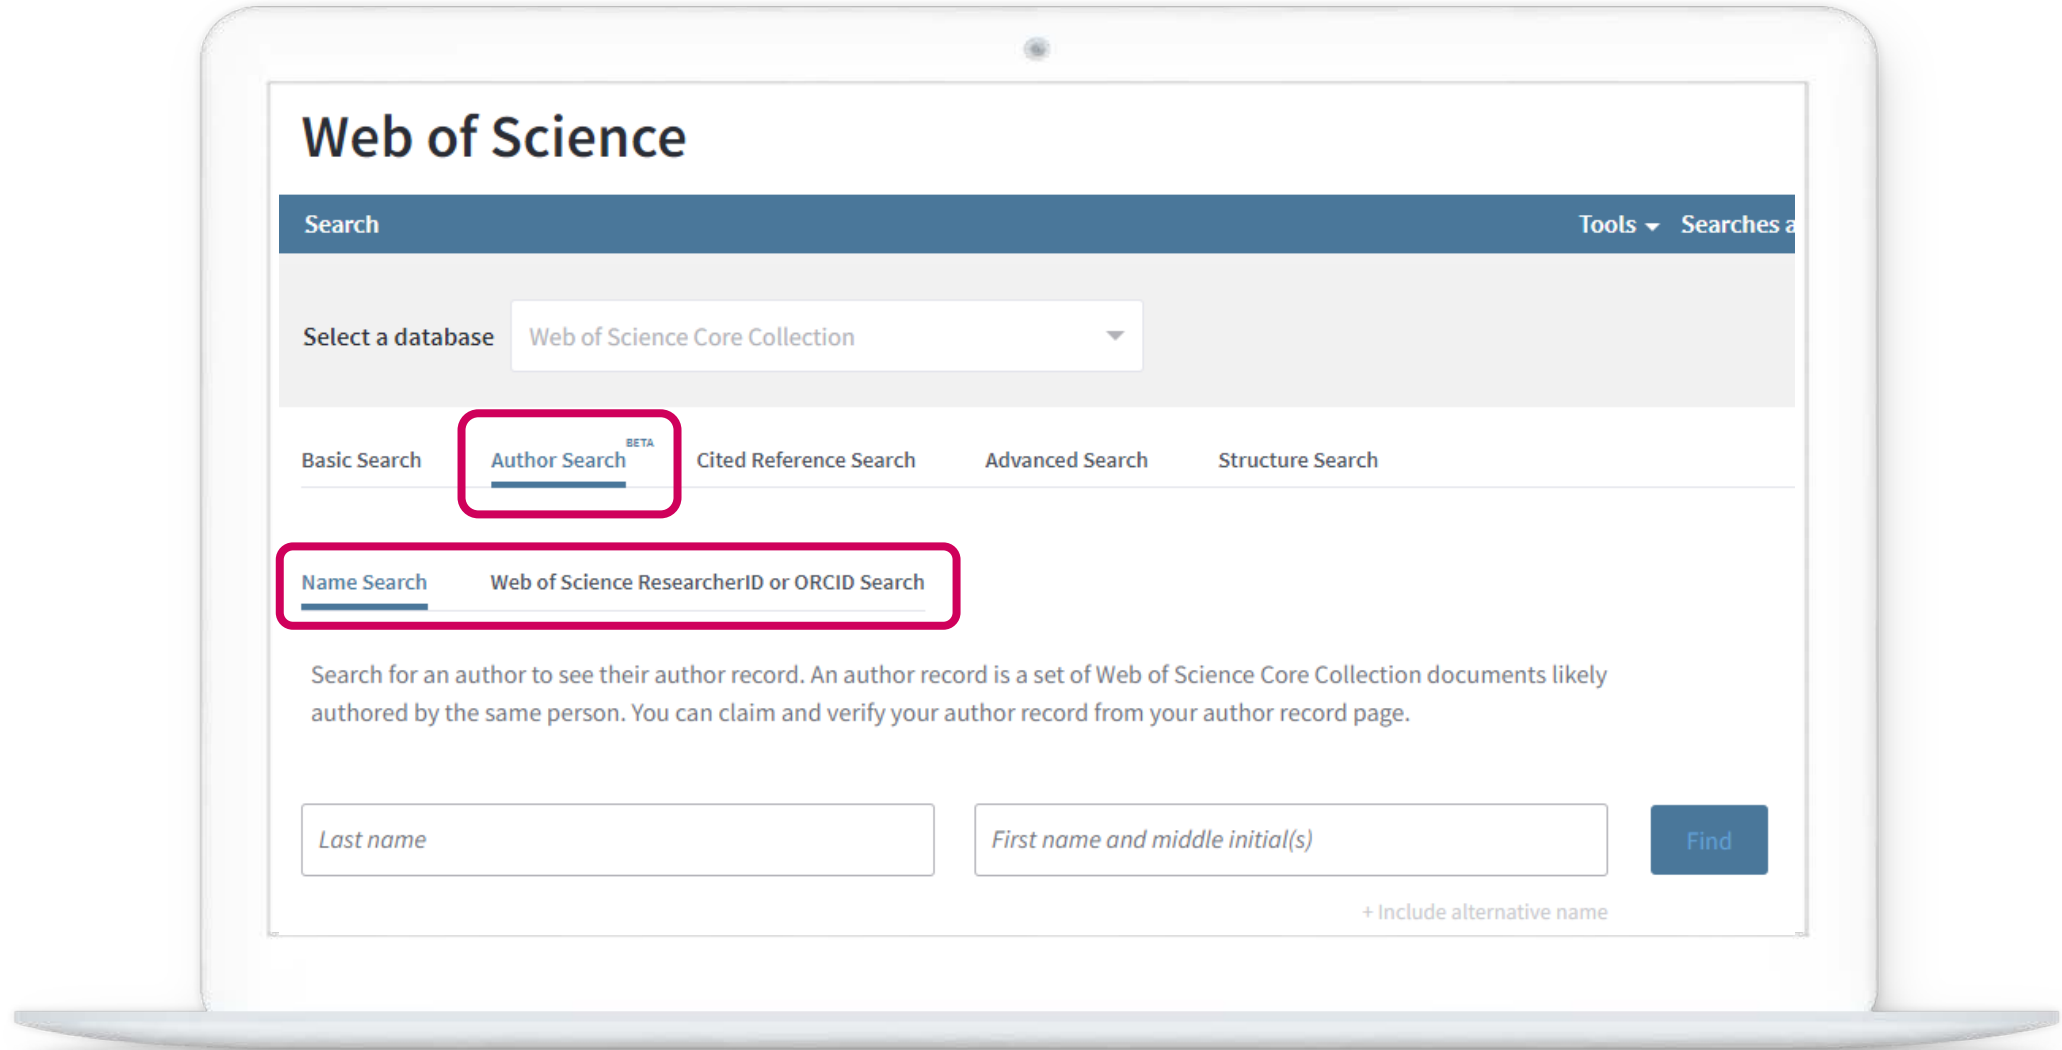 Web of Science
Search Tools Searches a
Select a database Web of Science Core Collection
Basic Search Author Search BETA Cited Reference Search Advanced Search Structure Search
Name Search Web of Science ResearcherID or ORCID Search
Search for an author to see their author record. An author record is a set of Web of Science Core Collection documents likely
authored by the same person. You can claim and verify your author record from your author record page.
Last name First name and middle initial(s) Find
+ Include alternative name